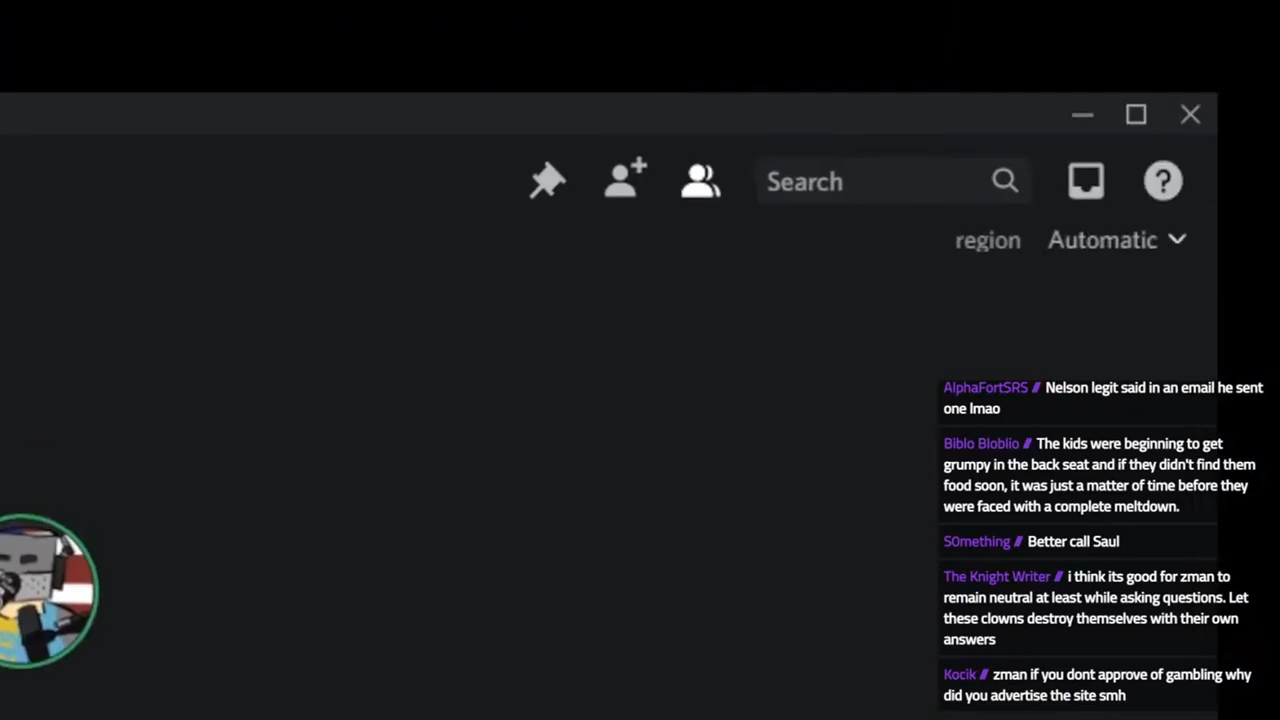 Search
region Automatic
AlphaFortSRS // Nelson legit said in an email he sent
one lmao
Biblo Bloblio // The kids were beginning to get
grumpy in the back seat and if they didn't find them
food soon, it was just a matter of time before they
were faced with a complete meltdown.
S0mething // Better call Saul
The Knight Writer // i think its good for zman to
remain neutral at least while asking questions. Let
these clowns destroy themselves with their own
answers
Kocik // zman if you dont approve of gambling why
did you advertise the site smh